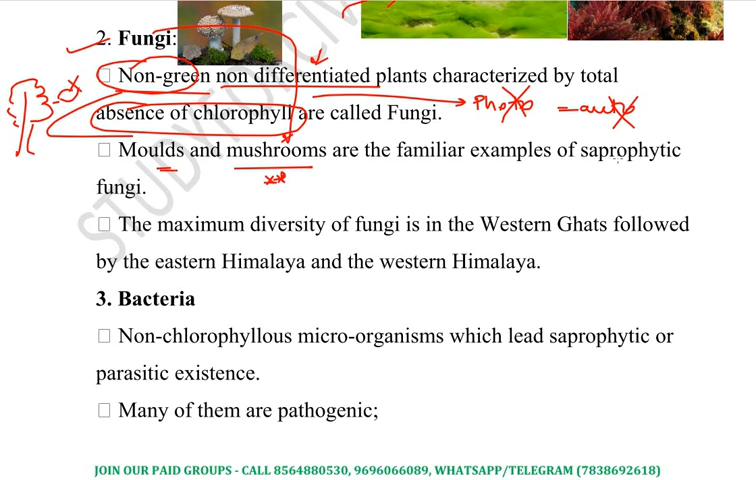 2. Fungi:
Non-green non differentiated plants characterized by total
absence of chlorophyll are called Fungi.
Photo = auto
Moulds and mushrooms are the familiar examples of saprophytic
fungi.
The maximum diversity of fungi is in the Western Ghats followed
by the eastern Himalaya and the western Himalaya.
3. Bacteria
Non-chlorophyllous micro-organisms which lead saprophytic or
parasitic existence.
Many of them are pathogenic;
JOIN OUR PAID GROUPS - CALL 8564880530, 9696066089, WHATSAPP/TELEGRAM (7838692618)